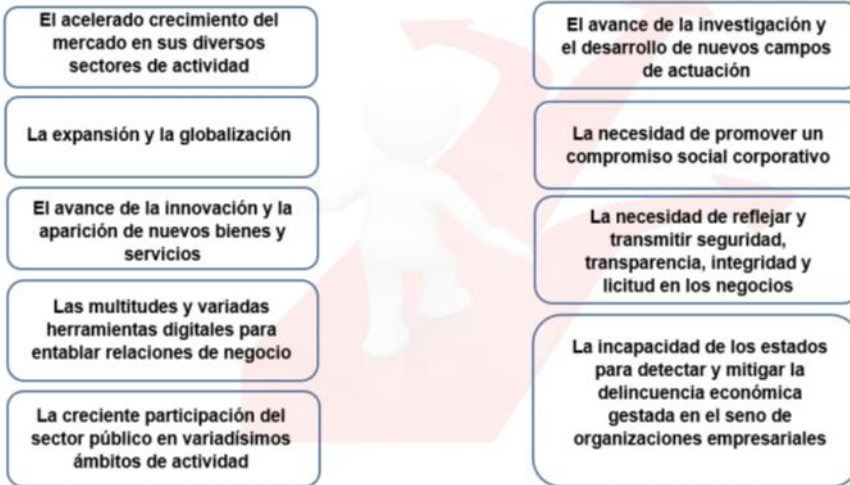 El acelerado crecimiento del
mercado en sus diversos
sectores de actividad
La expansión y la globalización
El avance de la innovación y la
aparición de nuevos bienes y
servicios
Las multitudes y variadas
herramientas digitales para
entablar relaciones de negocio
La creciente participación del
sector público en variadísimos
ámbitos de actividad
El avance de la investigación y
el desarrollo de nuevos campos
de actuación
La necesidad de promover un
compromiso social corporativo
La necesidad de reflejar y
transmitir seguridad,
transparencia, integridad y
licitud en los negocios
La incapacidad de los estados
para detectar y mitigar la
delincuencia económica
gestada en el seno de
organizaciones empresariales